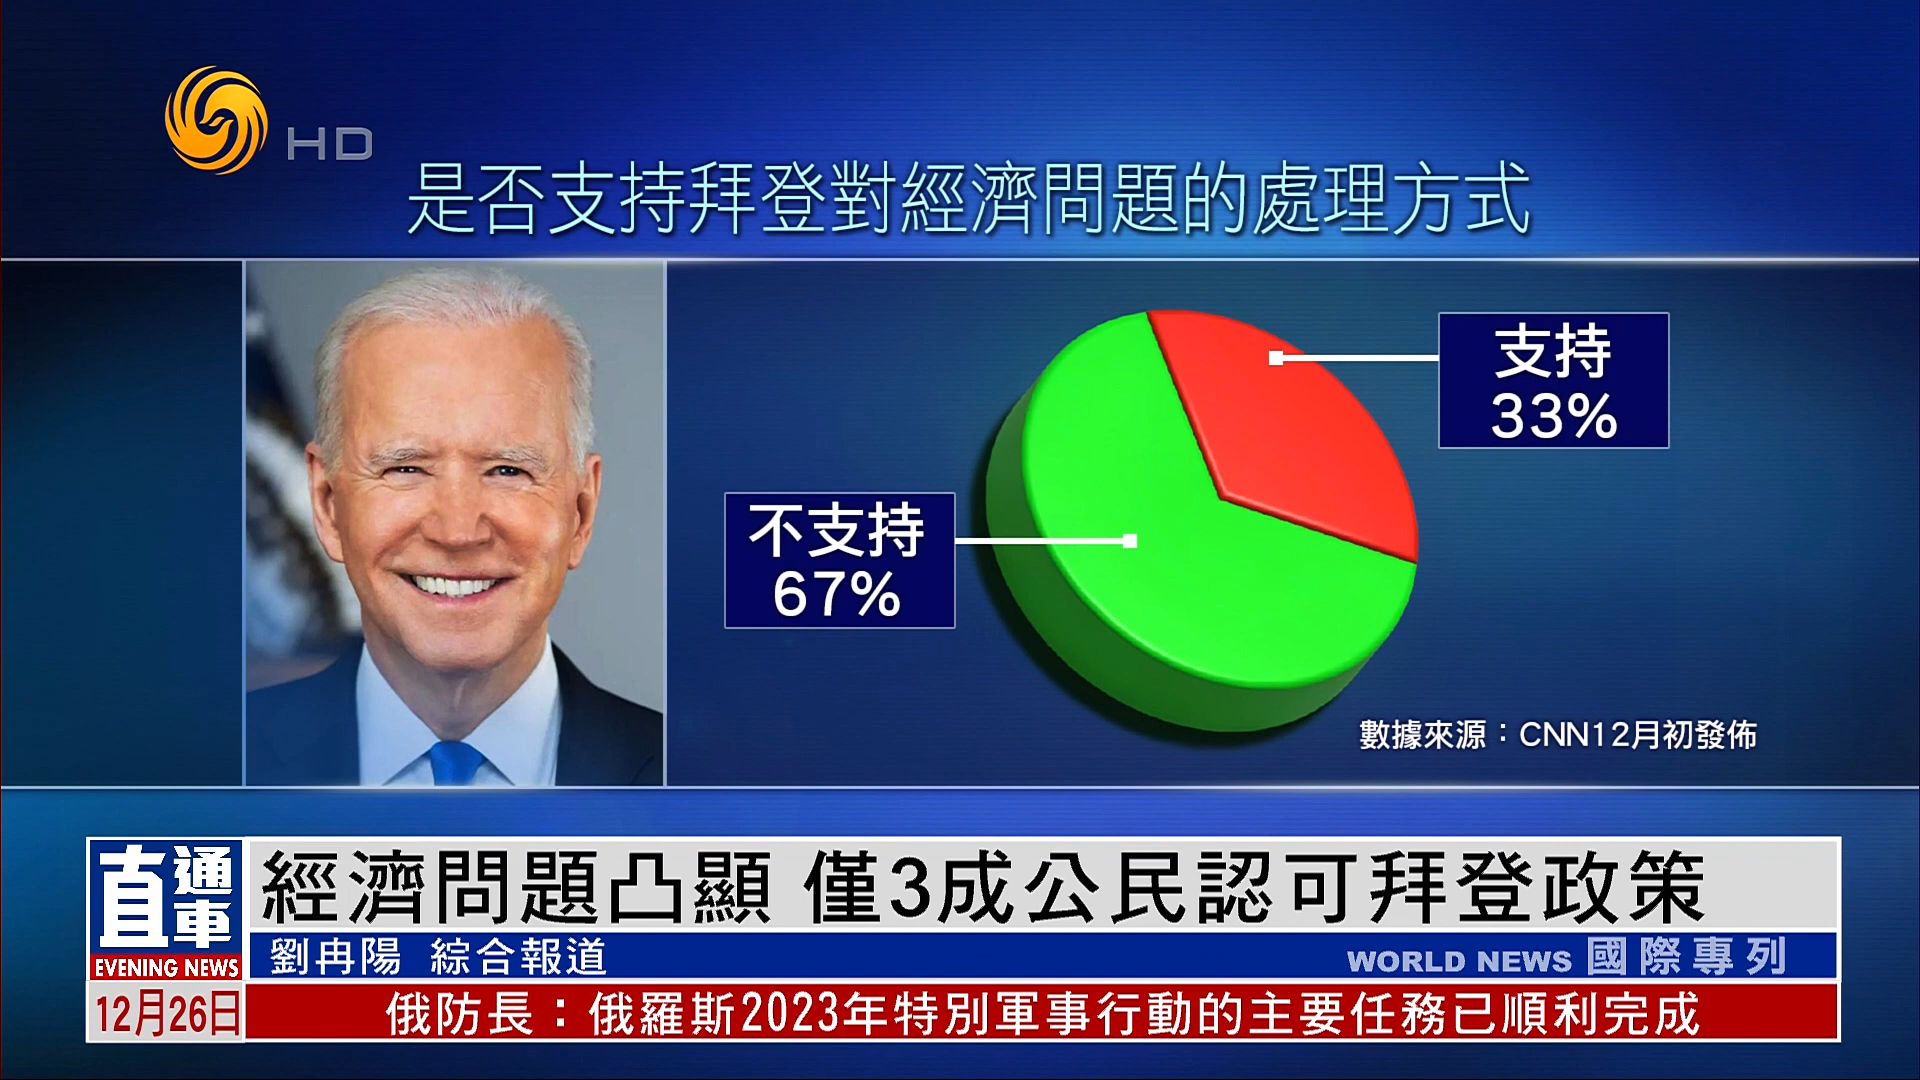 HD
是否支持拜登對經濟問題的處理方式
支持
33%
不支持
67%
數據來源：CNN12月初發佈
直通車
EVENING NEWS
經濟問題凸顯 僅3成公民認可拜登政策
劉冉陽 綜合報道
WORLD NEWS 國際專列
12月26日
俄防長：俄羅斯2023年特別軍事行動的主要任務已順利完成